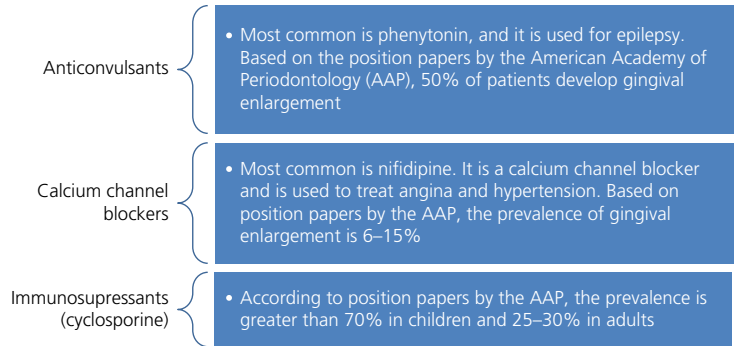 Anticonvulsants
• Most common is phenytonin, and it is used for epilepsy.
Based on the position papers by the American Academy of
Periodontology (AAP), 50% of patients develop gingival
enlargement
Calcium channel
blockers
• Most common is nifidipine. It is a calcium channel blocker
and is used to treat angina and hypertension. Based on
position papers by the AAP, the prevalence of gingival
enlargement is 6–15%
Immunosupressants
(cyclosporine)
• According to position papers by the AAP, the prevalence is
greater than 70% in children and 25–30% in adults